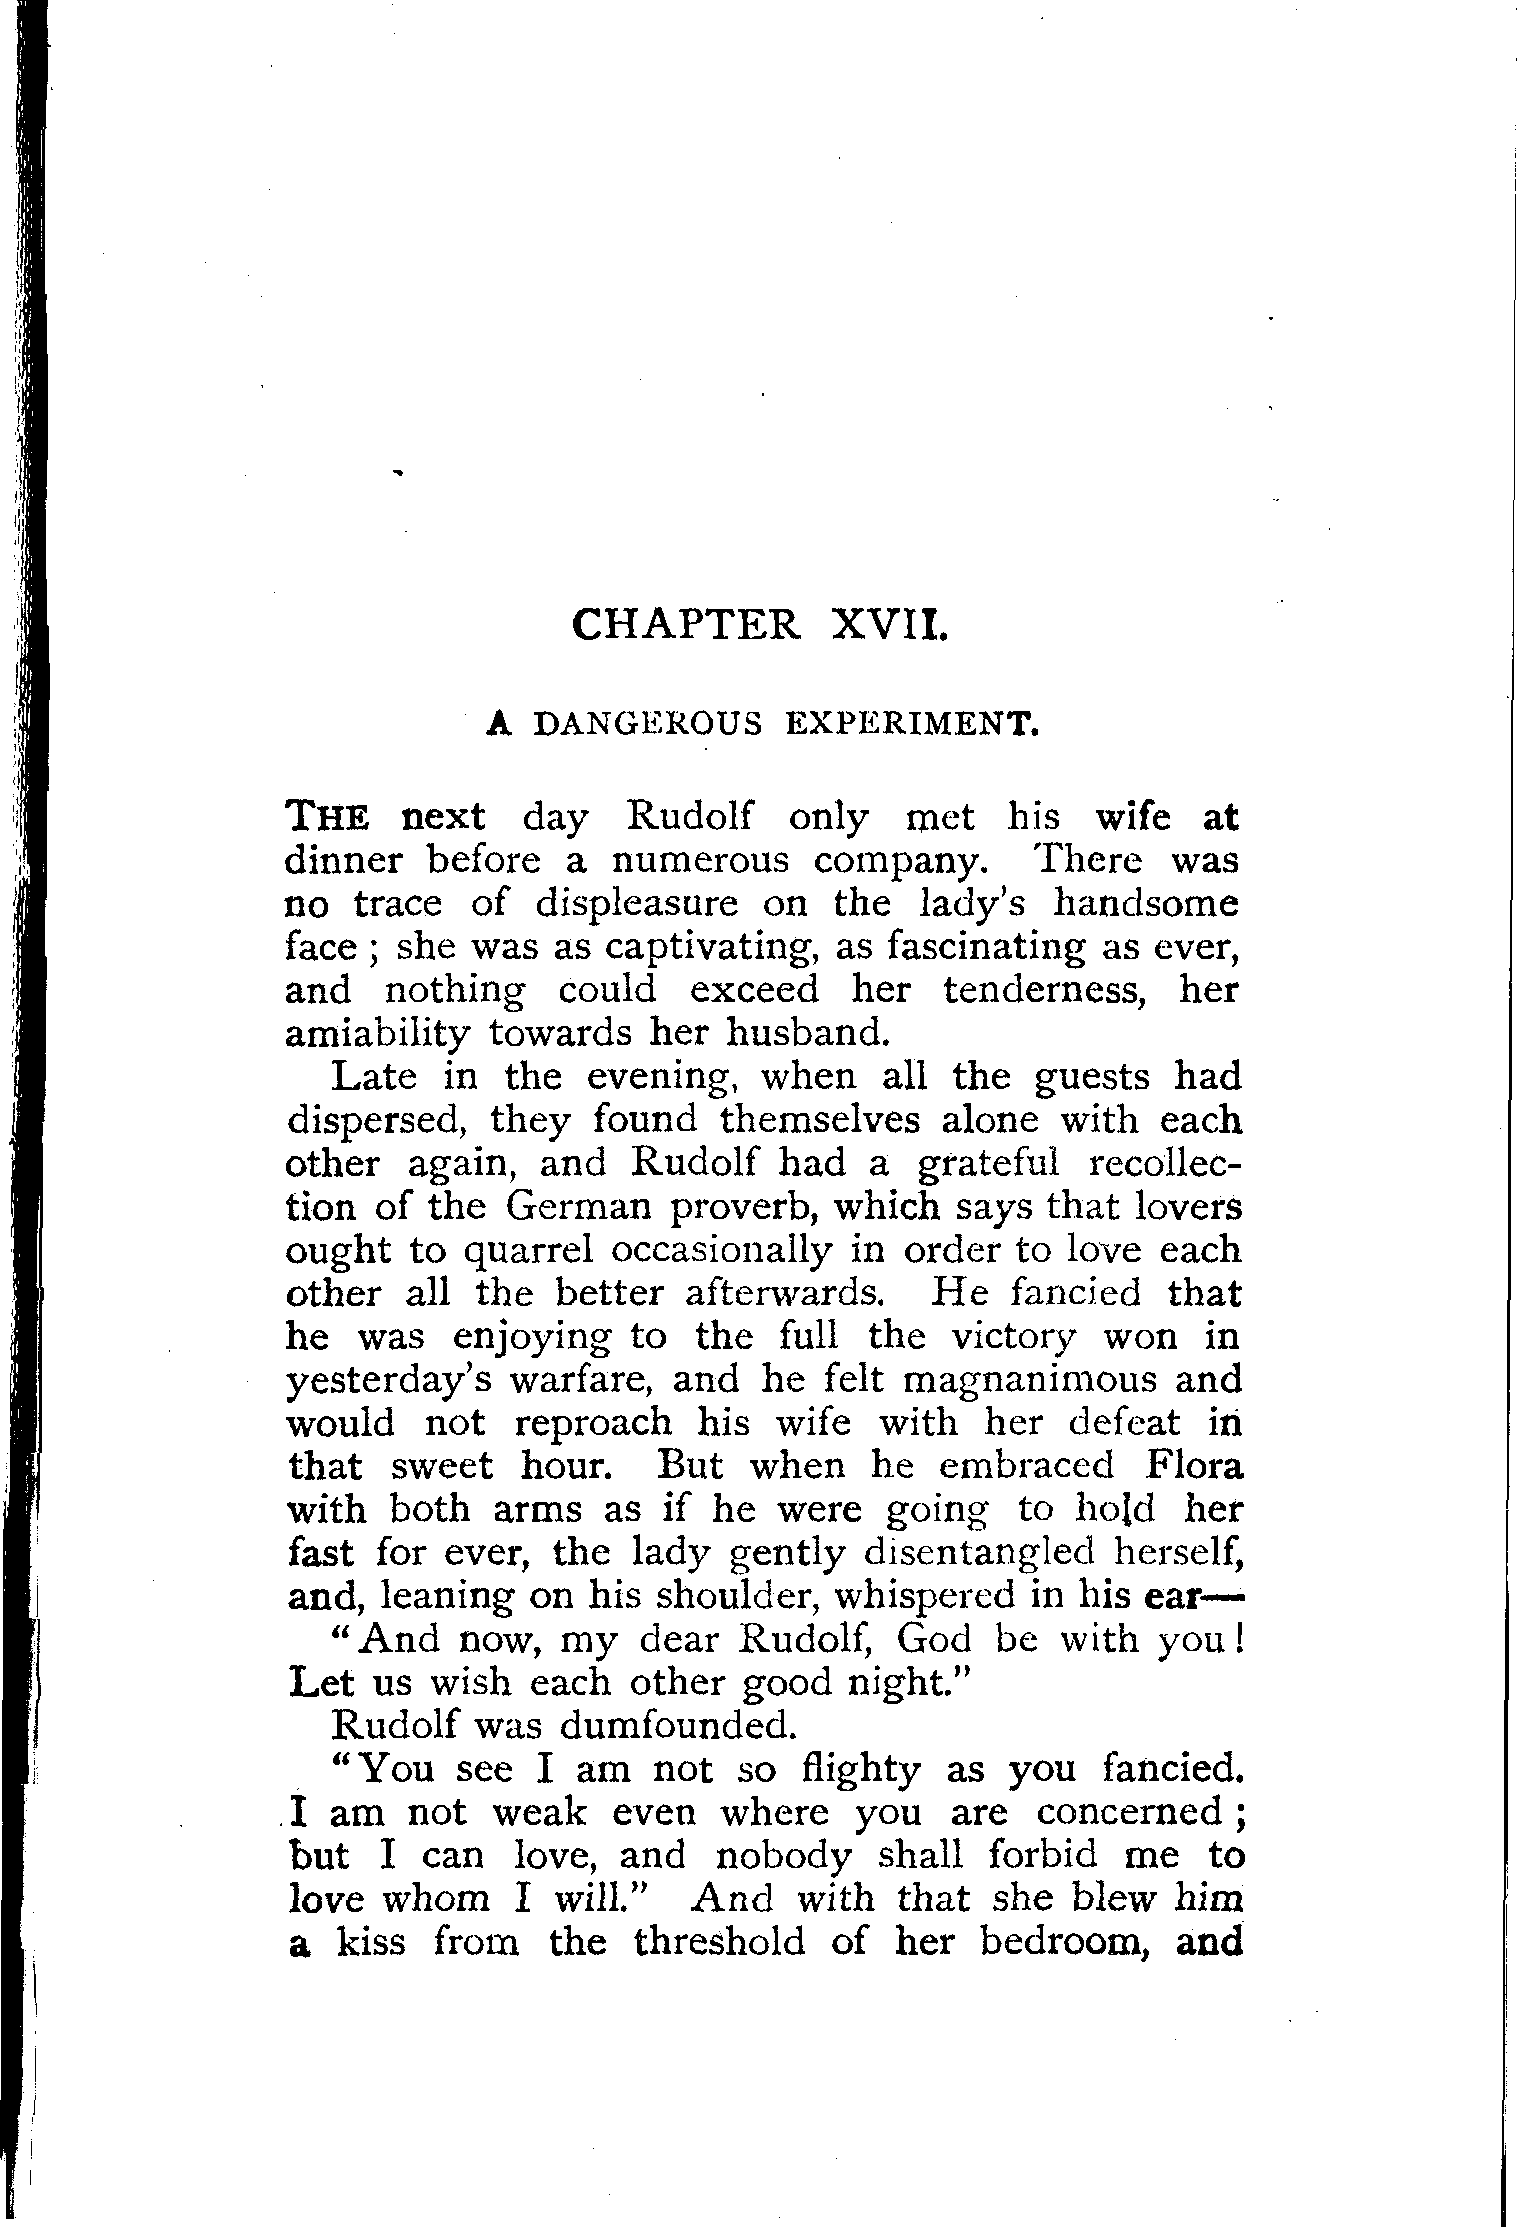 CHAPTER XVII.
A DANGEROUS EXPERIMENT.
THE next day Rudolf only met his wife at
dinner before a numerous company. There was
no trace of displeasure on the lady's handsome
face ; she was as captivating, as fascinating as ever,
and nothing could exceed her tenderness, her
amiability towards her husband.
Late in the evening, when all the guests had
dispersed, they found themselves alone with each
other again, and Rudolf had a grateful recollec-
tion of the German proverb, which says that lovers
ought to quarrel occasionally in order to love each
other all the better afterwards. He fancied that
he was enjoying to the full the victory won in
yesterday's warfare, and he felt magnanimous and
would not reproach his wife with her defeat in
that sweet hour. But when he embraced Flora
with both arms as if he were going to hold her
fast for ever, the lady gently disentangled herself,
and, leaning on his shoulder, whispered in his ear—
"And now, my dear Rudolf, God be with you!
Let us wish each other good night."
Rudolf was dumfounded.
"You see I am not so flighty as you fancied.
I am not weak even where you are concerned ;
but I can love, and nobody shall forbid me to
love whom I will." And with that she blew him
a kiss from the threshold of her bedroom, and